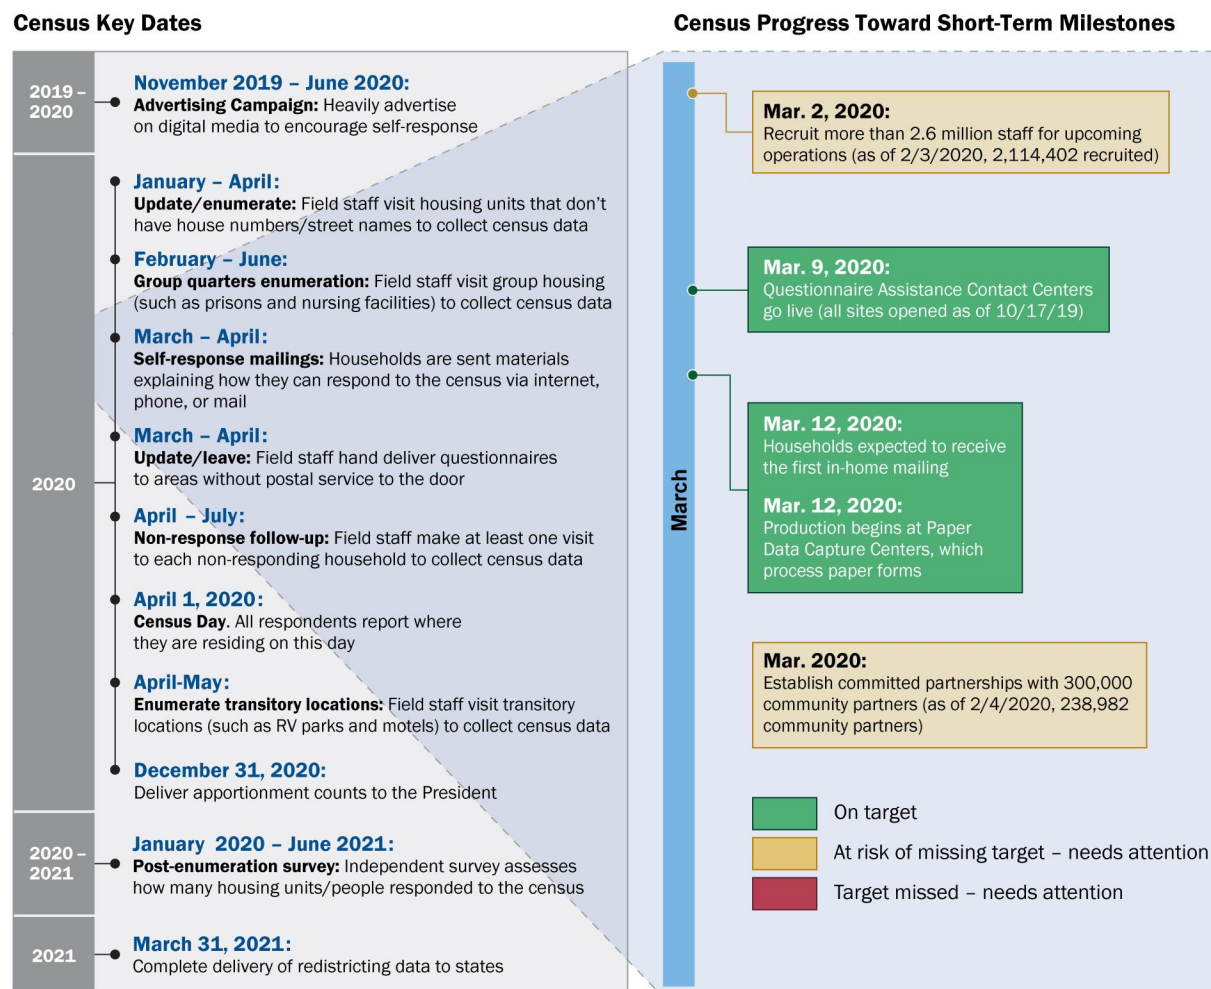 Census Key Dates
2019 –
2020
November 2019 – June 2020:
Advertising Campaign: Heavily advertise
on digital media to encourage self-response
2020
January – April:
Update/enumerate: Field staff visit housing units that don’t
have house numbers/street names to collect census data
February – June:
Group quarters enumeration: Field staff visit group housing
(such as prisons and nursing facilities) to collect census data
March – April:
Self-response mailings: Households are sent materials
explaining how they can respond to the census via internet,
phone, or mail
March – April:
Update/leave: Field staff hand deliver questionnaires
to areas without postal service to the door
April – July:
Non-response follow-up: Field staff make at least one visit
to each non-responding household to collect census data
April 1, 2020:
Census Day. All respondents report where
they are residing on this day
April-May:
Enumerate transitory locations: Field staff visit transitory
locations (such as RV parks and motels) to collect census data
December 31, 2020:
Deliver apportionment counts to the President
2020 –
2021
January 2020 – June 2021:
Post-enumeration survey: Independent survey assesses
how many housing units/people responded to the census
2021
March 31, 2021:
Complete delivery of redistricting data to states
Census Progress Toward Short-Term Milestones
March
Mar. 2, 2020:
Recruit more than 2.6 million staff for upcoming
operations (as of 2/3/2020, 2,114,402 recruited)
Mar. 9, 2020:
Questionnaire Assistance Contact Centers
go live (all sites opened as of 10/17/19)
Mar. 12, 2020:
Households expected to receive
the first in-home mailing
Mar. 12, 2020:
Production begins at Paper
Data Capture Centers, which
process paper forms
Mar. 2020:
Establish committed partnerships with 300,000
community partners (as of 2/4/2020, 238,982
community partners)
On target
At risk of missing target – needs attention
Target missed – needs attention